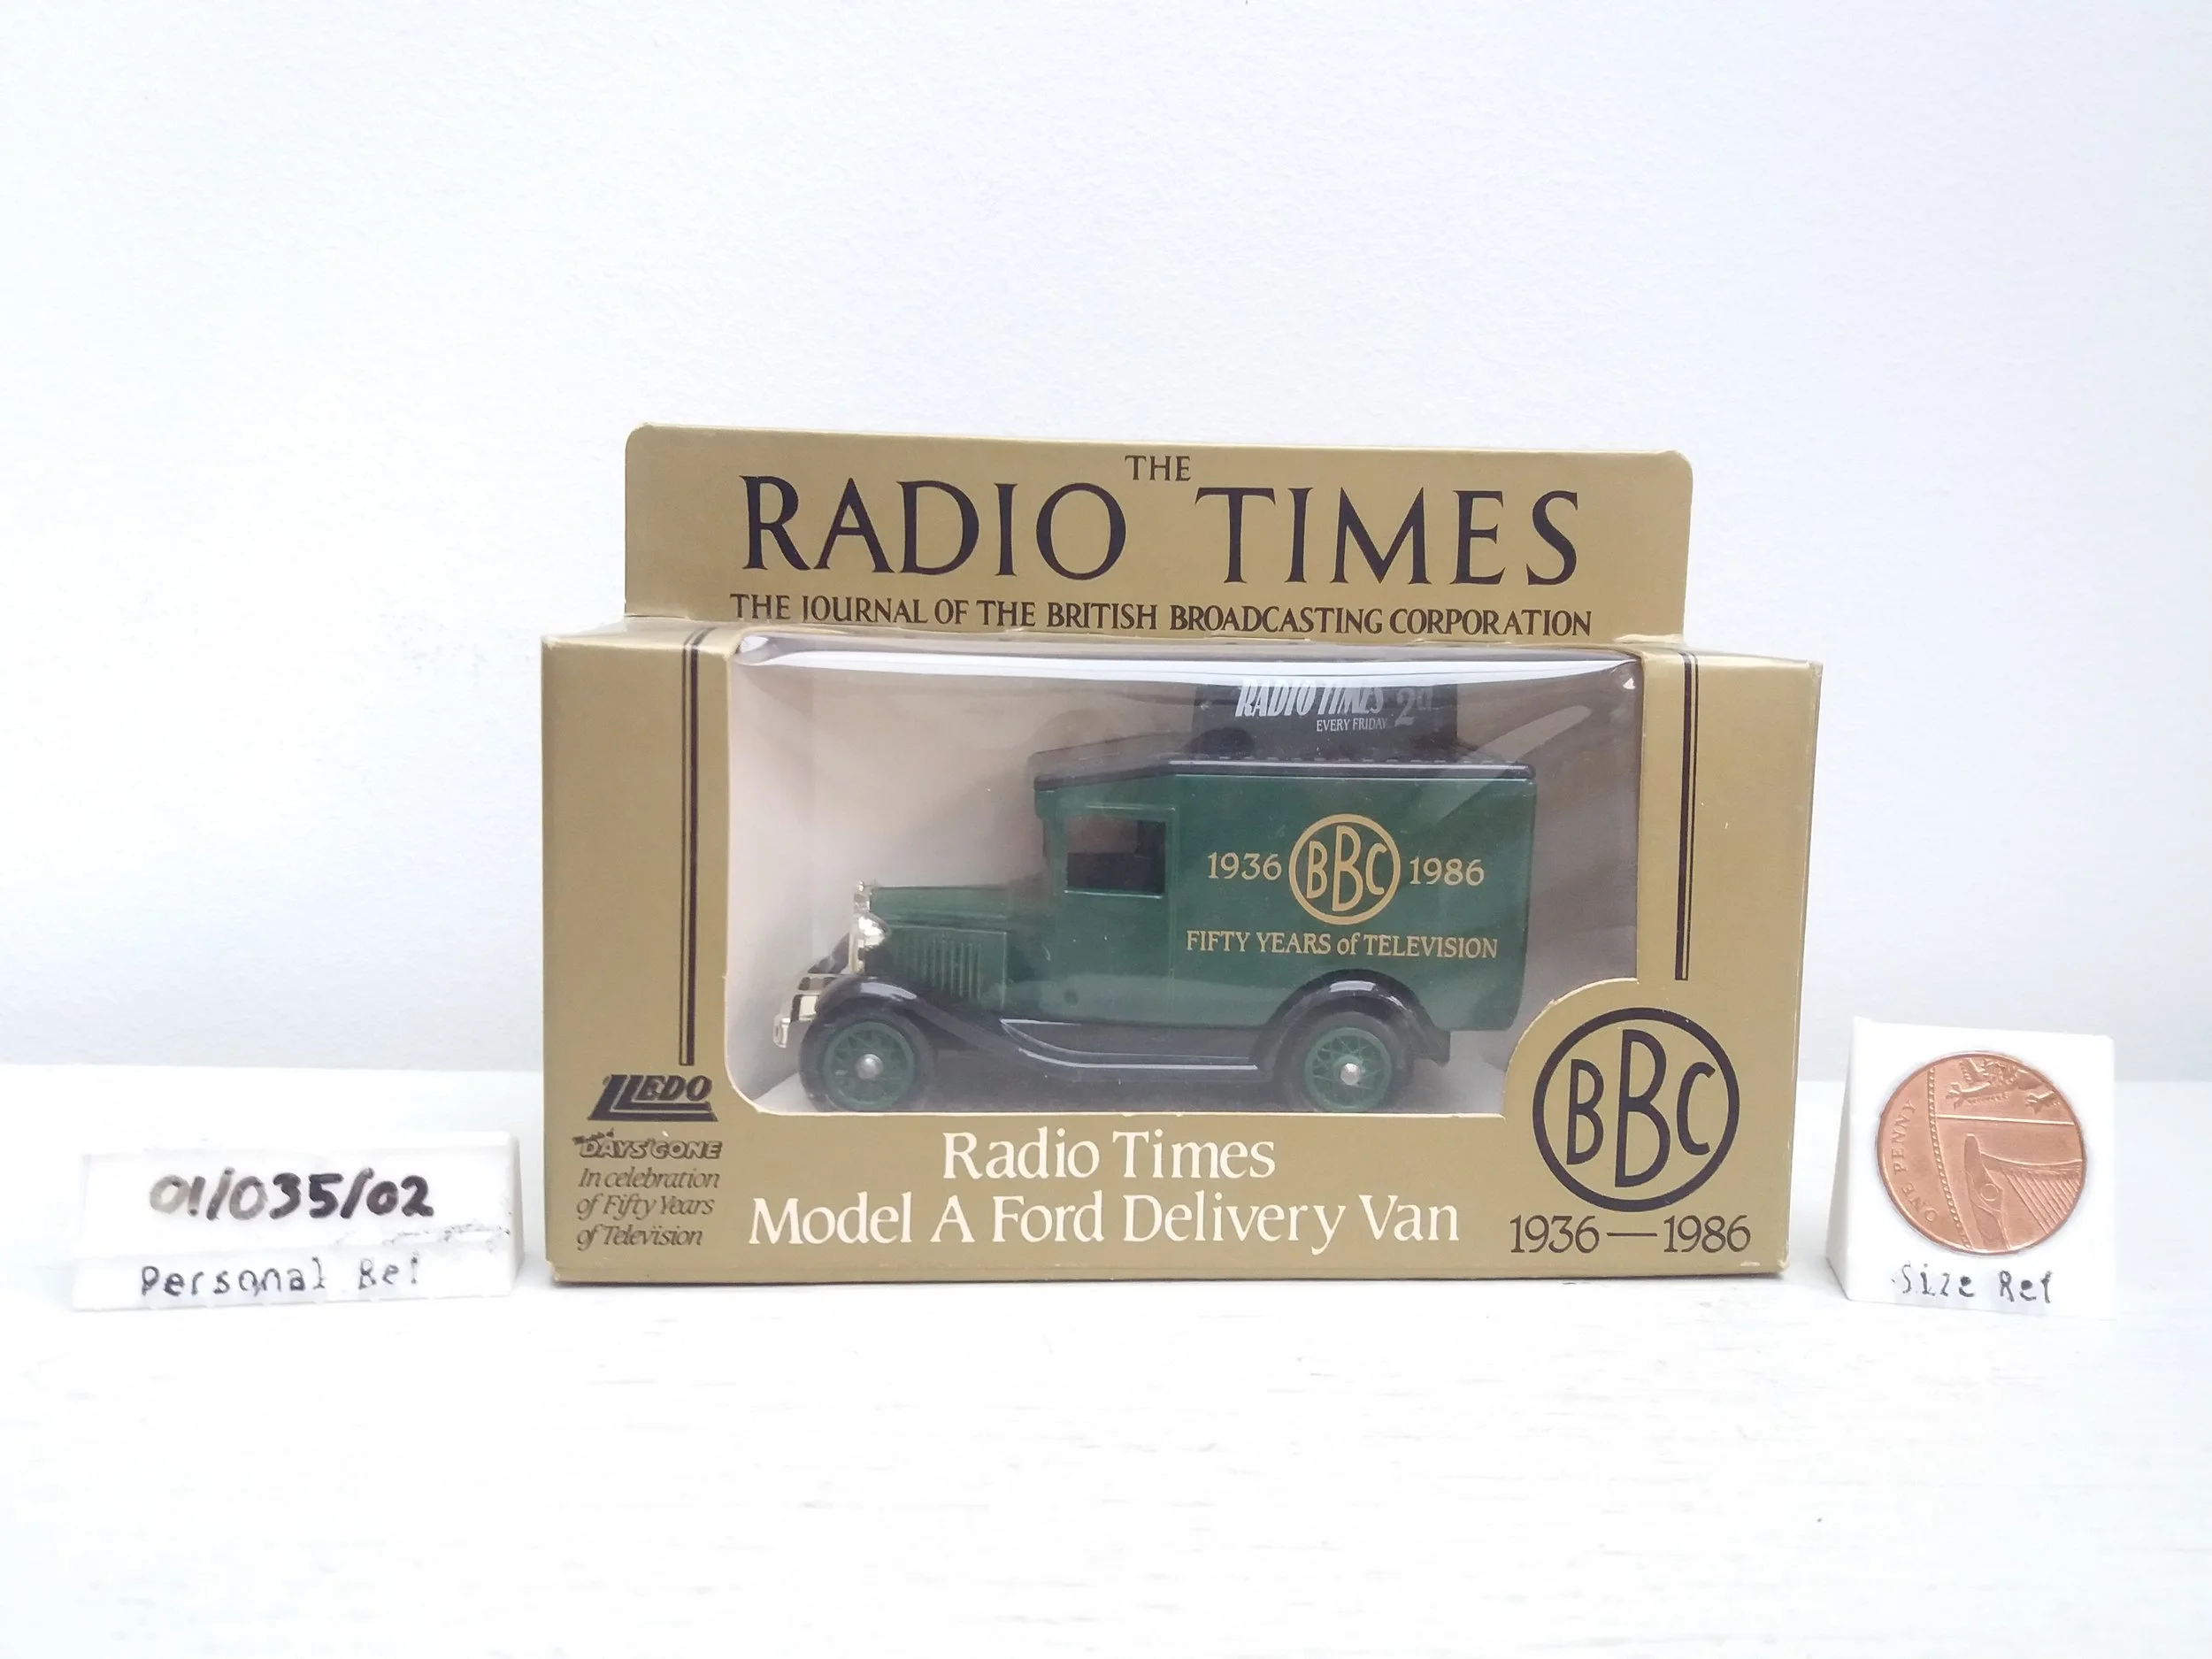 THE
RADIO TIMES
THE JOURNAL OF THE BRITISH BROADCASTING CORPORATION
RADIO TIMES 2d
EVERY FRIDAY
1936 BBC 1986
FIFTY YEARS of TELEVISION
LLEDO
Models of
DAYS GONE
In celebration
of Fifty Years
of Television
Radio Times
Model A Ford Delivery Van
BBC
1936—1986
01/035/02
Personal Ref
ONE PENNY
Size Ref